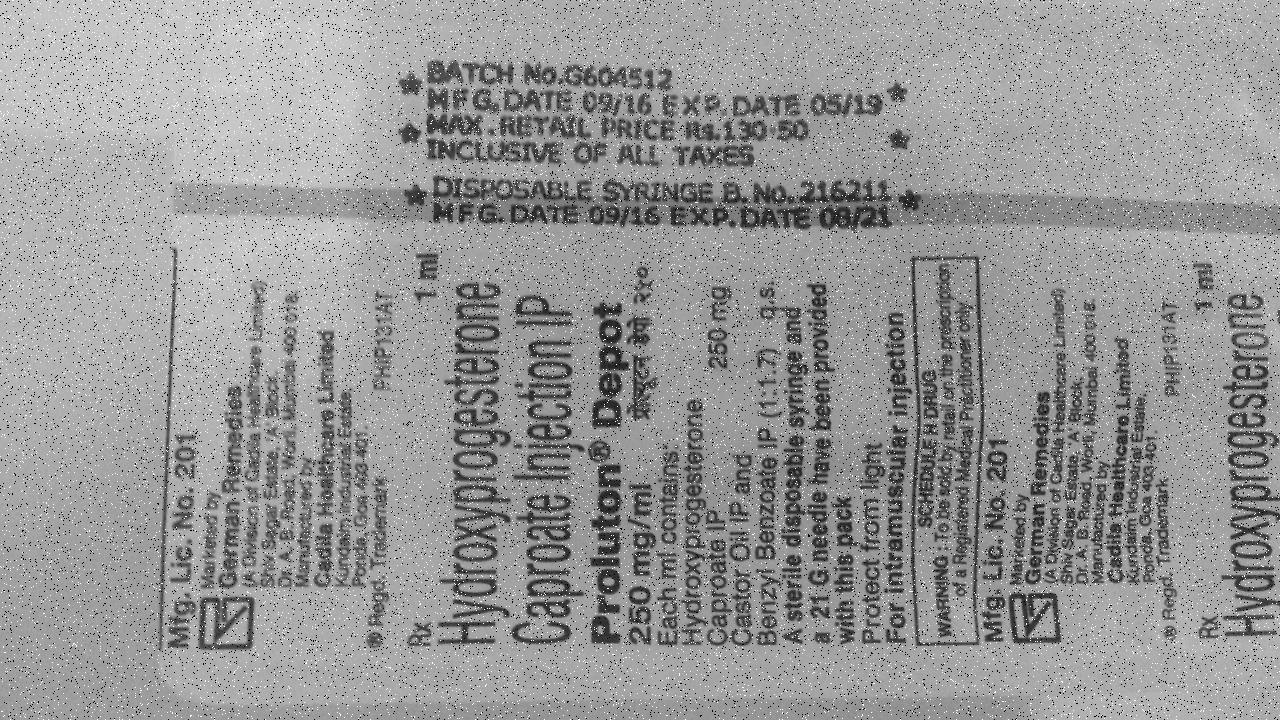 BATCH No.G604512
MFG. DATE 09/16 EXP. DATE 05/19
MAX. RETAIL PRICE Rs.130·50
INCLUSIVE OF ALL TAXES
DISPOSABLE SYRINGE B. No. 216211
MFG. DATE 09/16 EXP. DATE 08/21
Mfg. Lic. No. 201
Marketed by
German Remedies
(A Division of Cadila Healthcare Limited)
Shiv Sagar Estate, 'A' Block,
Dr. A. B. Road, Worli, Mumbai 400 018.
Manufactured by
Cadila Healthcare Limited
Kundaim Industrial Estate,
Ponda, Goa 403 401.
® Regd. Trademark PHIP131AT
Rx 1 ml
Hydroxyprogesterone
Caproate Injection IP
Proluton® Depot
250 mg/ml प्रोल्यूटन डेपो
Each ml contains:
Hydroxyprogesterone
Caproate IP 250 mg
Castor Oil IP and
Benzyl Benzoate IP (1:1.7) q.s.
A sterile disposable syringe and
a 21 G needle have been provided
with this pack
Protect from light
For intramuscular injection
SCHEDULE H DRUG
WARNING : To be sold by retail on the prescription
of a Registered Medical Practitioner only.
Mfg. Lic. No. 201
Marketed by
German Remedies
(A Division of Cadila Healthcare Limited)
Shiv Sagar Estate, 'A' Block,
Dr. A. B. Road, Worli, Mumbai 400 018.
Manufactured by
Cadila Healthcare Limited
Kundaim Industrial Estate,
Ponda, Goa 403 401.
® Regd. Trademark PHIP131AT
Rx 1 ml
Hydroxyprogesterone